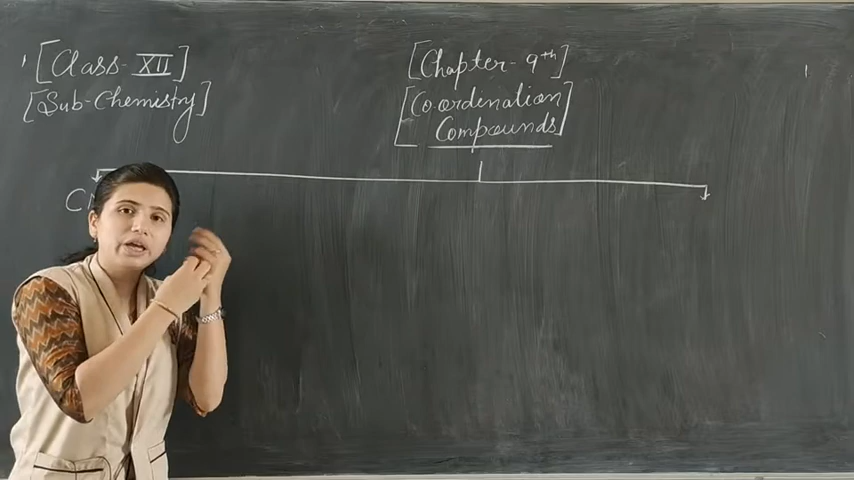 [Class-XII]
[Sub-Chemistry]
[Chapter-9th]
[Co-ordination
Compounds]